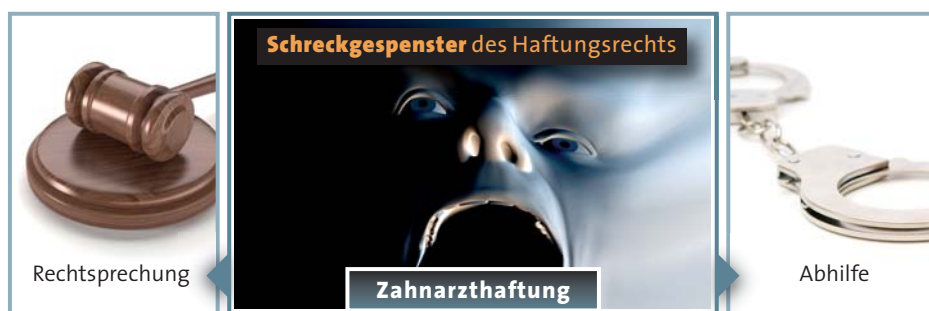 Schreckgespenster des Haftungsrechts
Rechtsprechung
Zahnarzthaftung
Abhilfe